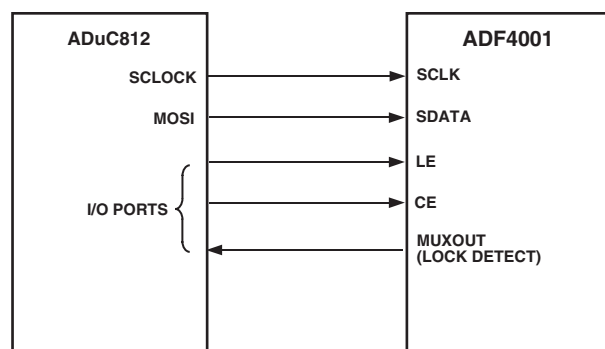 ADuC812
ADF4001
SCLOCK
SCLK
MOSI
SDATA
LE
I/O PORTS
CE
MUXOUT
(LOCK DETECT)